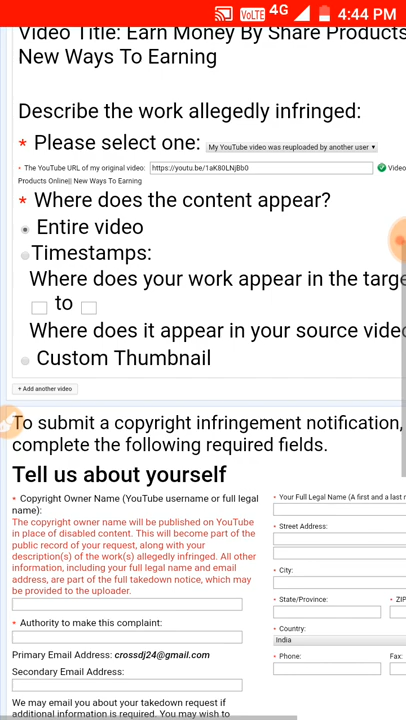 VoLTE 4G 4:44 PM
Video Title: Earn Money By Share Products
New Ways To Earning
Describe the work allegedly infringed:
* Please select one: My YouTube video was reuploaded by another user
* The YouTube URL of my original video: https://youtu.be/1aK80LNjBb0 Video
Products Online|| New Ways To Earning
* Where does the content appear?
Entire video
Timestamps:
Where does your work appear in the targe
to
Where does it appear in your source vide
Custom Thumbnail
+ Add another video
To submit a copyright infringement notification,
complete the following required fields.
Tell us about yourself
* Copyright Owner Name (YouTube username or full legal
name):
The copyright owner name will be published on YouTube
in place of disabled content. This will become part of the
public record of your request, along with your
description(s) of the work(s) allegedly infringed. All other
information, including your full legal name and email
address, are part of the full takedown notice, which may
be provided to the uploader.
* Authority to make this complaint:
Primary Email Address: crossdj24@gmail.com
Secondary Email Address:
We may email you about your takedown request if
additional information is required. You may wish to
* Your Full Legal Name (A first and a last n
* Street Address:
* City:
* State/Province: * ZIP
* Country:
India
* Phone: Fax: